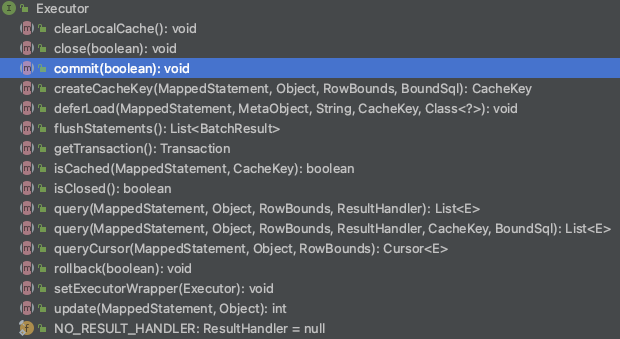 Executor
clearLocalCache(): void
close(boolean): void
commit(boolean): void
createCacheKey(MappedStatement, Object, RowBounds, BoundSql): CacheKey
deferLoad(MappedStatement, MetaObject, String, CacheKey, Class<?>): void
flushStatements(): List<BatchResult>
getTransaction(): Transaction
isCached(MappedStatement, CacheKey): boolean
isClosed(): boolean
query(MappedStatement, Object, RowBounds, ResultHandler): List<E>
query(MappedStatement, Object, RowBounds, ResultHandler, CacheKey, BoundSql): List<E>
queryCursor(MappedStatement, Object, RowBounds): Cursor<E>
rollback(boolean): void
setExecutorWrapper(Executor): void
update(MappedStatement, Object): int
NO_RESULT_HANDLER: ResultHandler = null